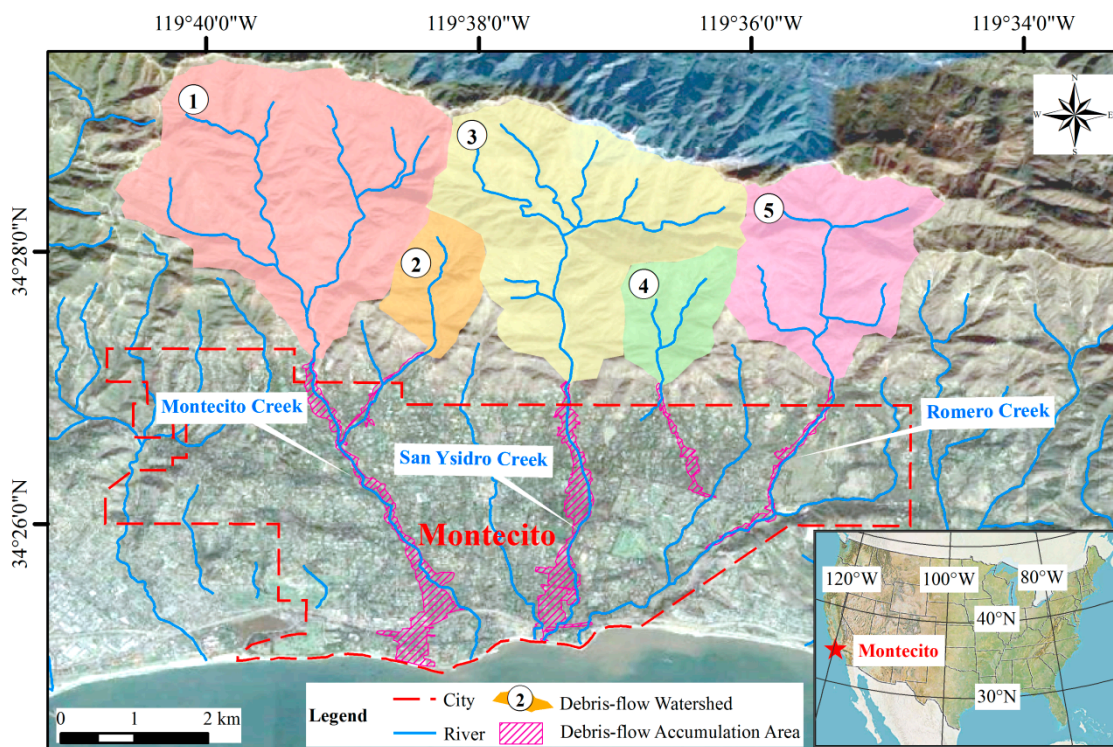 119°40'0"W 119°38'0"W 119°36'0"W 119°34'0"W
34°28'0"N
34°26'0"N
N
W E
S
1
3
5
2
4
Montecito Creek
Romero Creek
San Ysidro Creek
Montecito
120°W 100°W 80°W
40°N
Montecito
30°N
0 1 2 km
Legend
City
2 Debris-flow Watershed
River
Debris-flow Accumulation Area